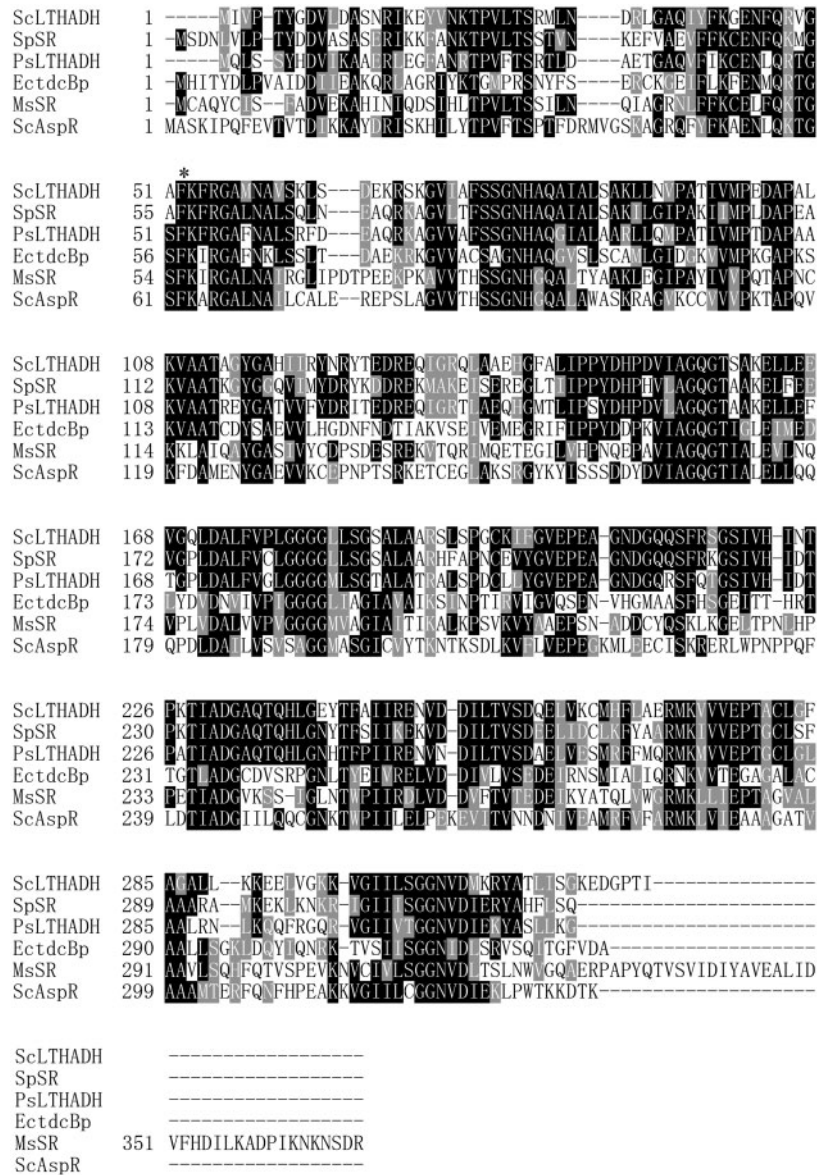 ScLTHADH 1 -----MIVP-TYGDVLDASNRIKEYVNKTPVLTSRMLN----DRLGAQIYFKGENFQRVG
SpSR 1 -MSDNLVLP-TYDDVASASERIKKFANKTPVLTSSTVN----KEFVAEVFFKCENFQKMG
PsLTHADH 1 -----MQLS-SYHDVIKAAERLEGFANRTPVFTSRTLD----AETGAQVFIKCENLQRTG
EctdcBp 1 -MHITYDLPVAIDDIIEAKQRLAGRIYKTGMPRSNYFS----ERCKGEIFLKFENMQRTG
MsSR 1 -MCAQYCIS--FADVEKAHINIQDSIHLTPVLTSSILN----QIAGRNLFFKCELFQKTG
ScAspR 1 MASKIPQFEVTVTDIKKAYDRISKHILYTPVFTSPTFDRMVGSKAGRQFYFKAENLQKTG
*
ScLTHADH 51 AFKFRGAMNAVSKLS---DEKRSKGVIAFSSGNHAQAIALSAKLLNVPATIVMPEDAPAL
SpSR 55 AFKFRGALNALSQLN---EAQRKAGVLTFSSGNHAQAIALSAKILGIPAKIIMPLDAPEA
PsLTHADH 51 SFKFRGAFNALSRFD---EAQRKAGVVAFSSGNHAQGIALAARLLQMPATIVMPTDAPAA
EctdcBp 56 SFKIRGAFNKLSSLT---DAEKRKGVVACSAGNHAQGVSLSCAMLGIDGKVVMPKGAPKS
MsSR 54 SFKIRGALNAIRGLIPDTPEEKPKAVVTHSSGNHGQALTYAAKLEGIPAYIVVPQTAPNC
ScAspR 61 SFKARGALNAILCALE--REPSLAGVVTHSSGNHGQALAWASKRAGVKCCVVVPKTAPQV
ScLTHADH 108 KVAATAGYGAHIIRYNRYTEDREQIGRQLAAEHGFALIPPYDHPDVIAGQGTSAKELLEE
SpSR 112 KVAATKGYGGQVIMYDRYKDDREKMAKEISEREGLTIIPPYDHPHVLAGQGTAAKELFEE
PsLTHADH 108 KVAATREYGATVVFYDRITEDREQIGRTLAEQHGMTLIPSYDHPDVLAGQGTAAKELLEF
EctdcBp 113 KVAATCDYSAEVVLHGDNFNDTIAKVSEIVEMEGRIFIPPYDDPKVIAGQGTIGLEIMED
MsSR 114 KKLAIQAYGASIVYCDPSDESREKVTQRIMQETEGILVHPNQEPAVIAGQGTIALEVLNQ
ScAspR 119 KFDAMENYGAEVVKCEPNPTSRKETCEGLAKSRGYKYISSSDDYDVIAGQGTIALELLQQ
ScLTHADH 168 VGQLDALFVPLGGGGLLSGSALAARSLSPGCKIFGVEPEA-GNDGQQSFRSGSIVH-INT
SpSR 172 VGPLDALFVCLGGGGLLSGSALAARHFAPNCEVYGVEPEA-GNDGQQSFRKGSIVH-IDT
PsLTHADH 168 TGPLDALFVGLGGGGMLSGTALATRALSPDCLLYGVEPEA-GNDGQRSFQTGSIVH-IDT
EctdcBp 173 LYDVDNVIVPIGGGGLIAGIAVAIKSINPTIRVIGVQSEN-VHGMAASFHSGEITT-HRT
MsSR 174 VPLVDALVVPVGGGGMVAGIAITIKALKPSVKVYAAEPSN-ADDCYQSKLKGELTPNLHP
ScAspR 179 QPDLDAILVSVSAGGMASGICVYTKNTKSDLKVFLVEPEGKMLEECISKRERLWPNPPQF
ScLTHADH 226 PKTIADGAQTQHLGEYTFAIIRENVD-DILTVSDQELVKCMHFLAERMKVVVEPTACLGF
SpSR 230 PKTIADGAQTQHLGNYTFSIIKEKVD-DILTVSDEELIDCLKFYAARMKIVVEPTGCLSF
PsLTHADH 226 PATIADGAQTQHLGNHTFPIIRENVN-DILTVSDAELVESMRFFMQRMKMVVEPTGCLGL
EctdcBp 231 TGTLADGCDVSRPGNLTYEIVRELVD-DIVLVSEDEIRNSMIALIQRNKVVTEGAGALAC
MsSR 233 PETIADGVKSS-IGLNTWPIIRDLVD-DVFTVTEDEIKYATQLVWGRMKLLIEPTAGVAL
ScAspR 239 LDTIADGIILQQCGNKTWPIILELPEKEVITVNNDNIVEAMRFVFARMKLVIEAAAGATV
ScLTHADH 285 AGALL--KKEELVGKK-VGIILSGGNVDMKRYATLISGKEDGPTI---------------
SpSR 289 AAARA--MKEKLKNKR-IGIIISGGNVDIERYAHFLSQ----------------------
PsLTHADH 285 AALRN--LKQQFRGQR-VGIIVTGGNVDIEKYASLLKG----------------------
EctdcBp 290 AALLSGKLDQYIQNRK-TVSIISGGNIDLSRVSQITGFVDA-------------------
MsSR 291 AAVLSQHFQTVSPEVKNVCIVLSGGNVDLTSLNWVGQAERPAPYQTVSVIDIYAVEALID
ScAspR 299 AAAMTERFQNFHPEAKKVGIILCGGNVDIEKLPWTKKDTK--------------------
ScLTHADH ------------------
SpSR ------------------
PsLTHADH ------------------
EctdcBp ------------------
MsSR 351 VFHDILKADPIKNKNSDR
ScAspR ------------------